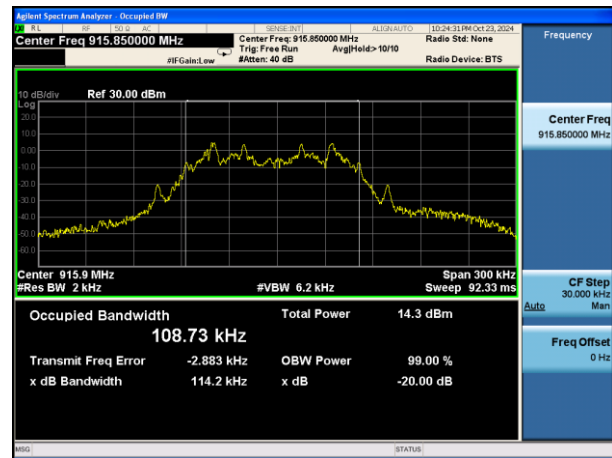 Agilent Spectrum Analyzer - Occupied BW
RL RF 50 Ω AC SENSE:INT ALIGNAUTO 10:24:31 PM Oct 23, 2024
Center Freq 915.850000 MHz
Center Freq: 915.850000 MHz
Radio Std: None
Trig: Free Run Avg|Hold:> 10/10
#IFGain:Low #Atten: 40 dB Radio Device: BTS
10 dB/div Ref 30.00 dBm
Log
20.0
10.0
0.00
-10.0
-20.0
-30.0
-40.0
-50.0
-60.0
Center 915.9 MHz Span 300 kHz
#Res BW 2 kHz #VBW 6.2 kHz Sweep 92.33 ms
Occupied Bandwidth Total Power 14.3 dBm
108.73 kHz
Transmit Freq Error -2.883 kHz OBW Power 99.00 %
x dB Bandwidth 114.2 kHz x dB -20.00 dB
MSG STATUS
Frequency
Center Freq
915.850000 MHz
CF Step
30.000 kHz
Auto Man
Freq Offset
0 Hz